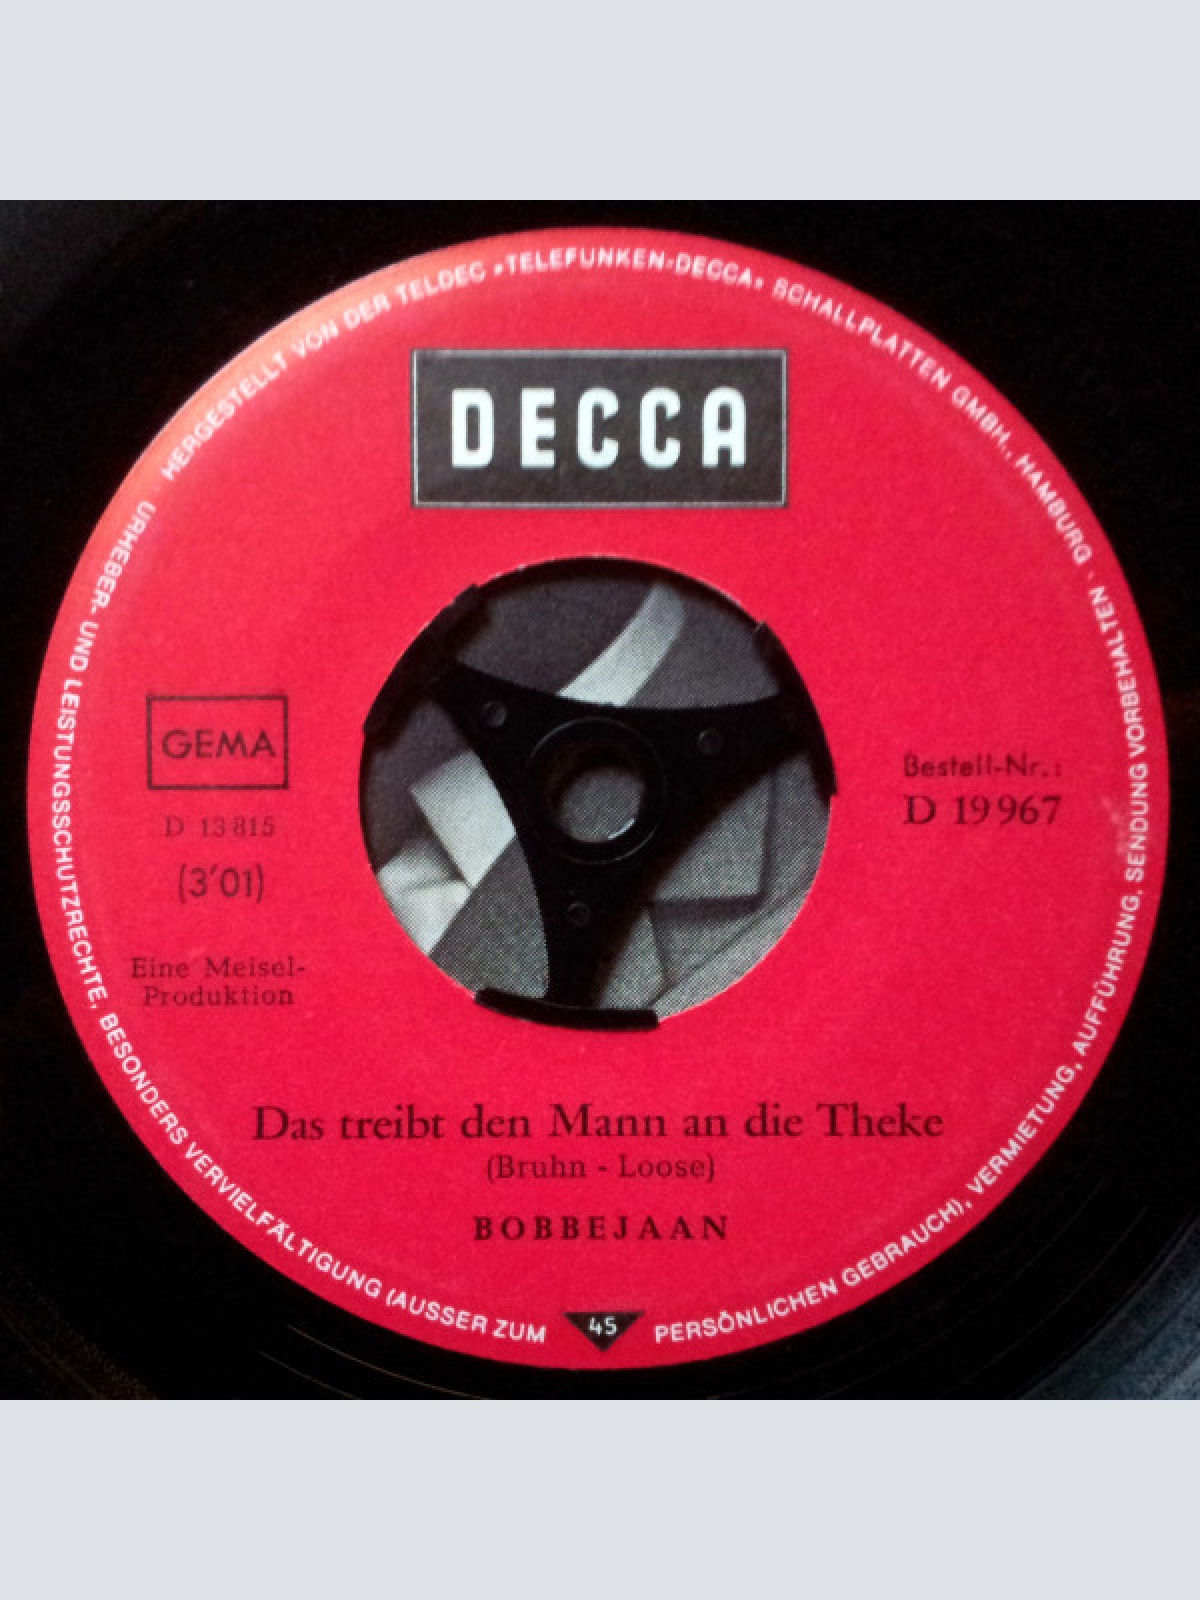 HERGESTELLT VON DER TELDEC »TELEFUNKEN-DECCA« SCHALLPLATTEN GMBH., HAMBURG · URHEBER- UND LEISTUNGSSCHUTZRECHTE, BESONDERS VERVIELFÄLTIGUNG (AUSSER ZUM PERSÖNLICHEN GEBRAUCH), VERMIETUNG, AUFFÜHRUNG, SENDUNG VORBEHALTEN
DECCA
GEMA
D 13 815
(3'01)
Eine Meisel-
Produktion
Bestell-Nr.:
D 19 967
Das treibt den Mann an die Theke
(Bruhn - Loose)
BOBBEJAAN
45